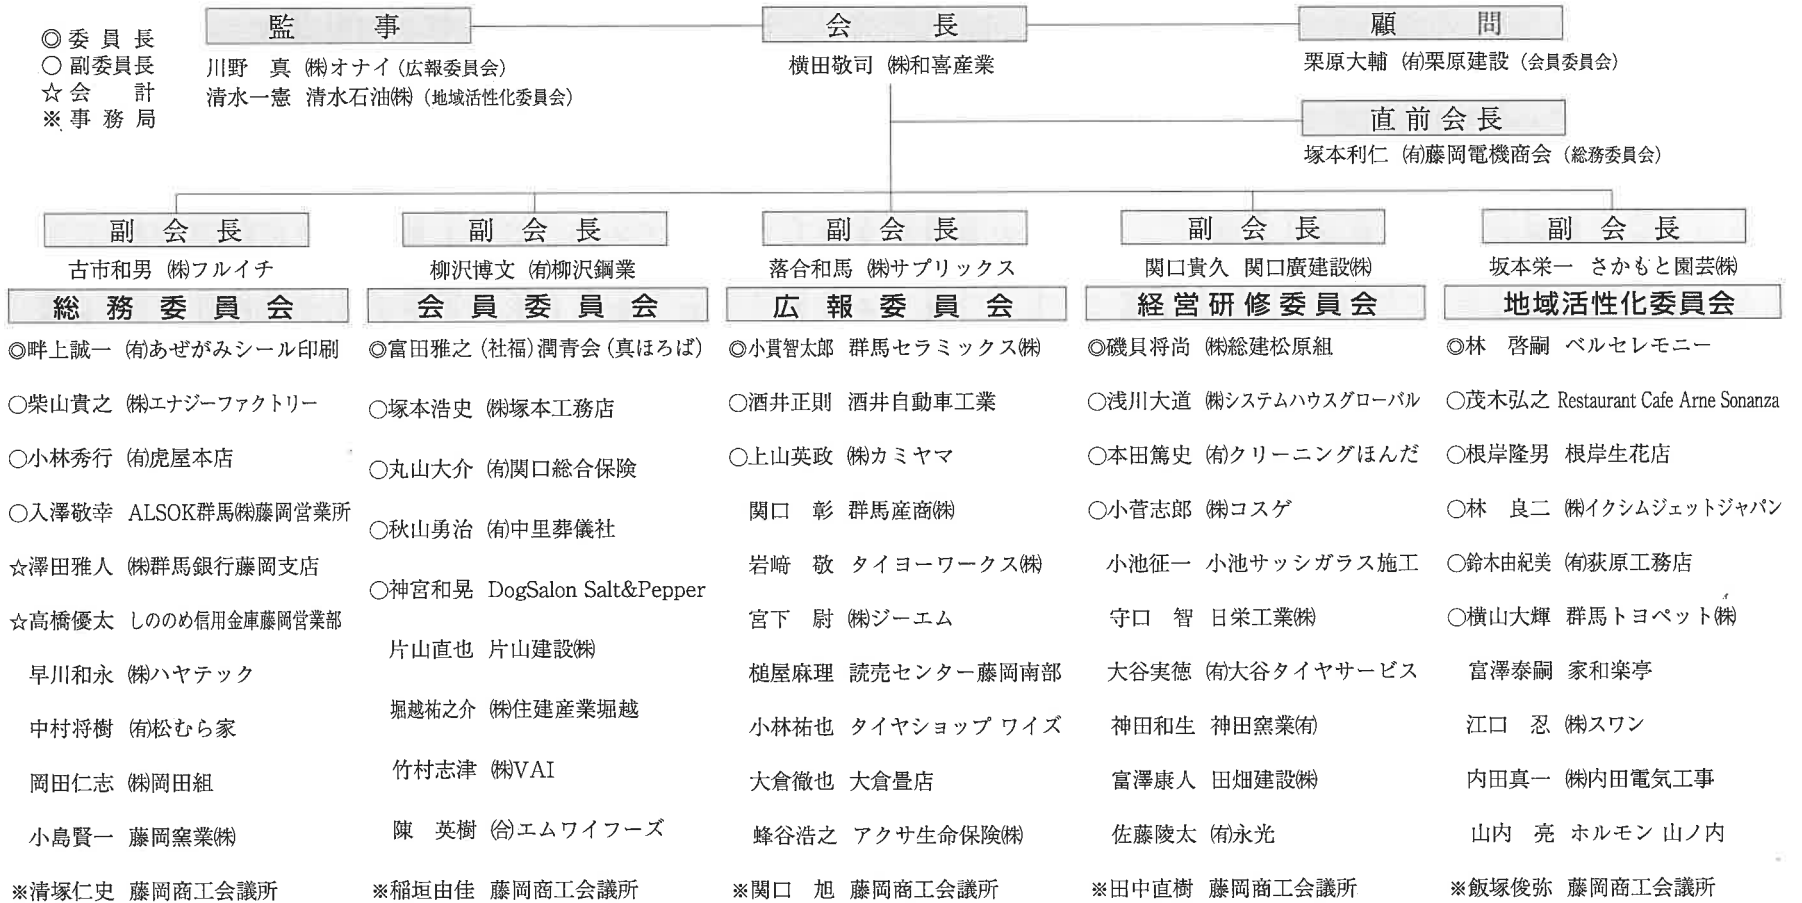 ◎委員長
○副委員長
☆会　計
※事務局
監　事
川野　真 ㈱オナイ（広報委員会）
清水一憲 清水石油㈱（地域活性化委員会）
会　長
横田敬司 ㈱和喜産業
顧　問
栗原大輔 ㈲栗原建設（会員委員会）
直前会長
塚本利仁 ㈲藤岡電機商会（総務委員会）
副会長
古市和男 ㈱フルイチ
総務委員会
◎畔上誠一 ㈲あぜがみシール印刷
○柴山貴之 ㈱エナジーファクトリー
○小林秀行 ㈲虎屋本店
○入澤敬幸 ALSOK群馬㈱藤岡営業所
☆澤田雅人 ㈱群馬銀行藤岡支店
☆高橋優太 しののめ信用金庫藤岡営業部
早川和永 ㈱ハヤテック
中村将樹 ㈲松むら家
岡田仁志 ㈱岡田組
小島賢一 藤岡窯業㈱
※清塚仁史 藤岡商工会議所
副会長
柳沢博文 ㈲柳沢鋼業
会員委員会
◎富田雅之（社福）潤青会（真ほろば）
○塚本浩史 ㈱塚本工務店
○丸山大介 ㈲関口総合保険
○秋山勇治 ㈲中里葬儀社
○神宮和晃 DogSalon Salt&Pepper
片山直也 片山建設㈱
堀越祐之介 ㈱住建産業堀越
竹村志津 ㈱VAI
陳　英樹 ㈾エムワイフーズ
※稲垣由佳 藤岡商工会議所
副会長
落合和馬 ㈱サプリックス
広報委員会
◎小貫智太郎 群馬セラミックス㈱
○酒井正則 酒井自動車工業
○上山英政 ㈱カミヤマ
関口　彰 群馬産商㈱
岩﨑　敬 タイヨーワークス㈱
宮下　尉 ㈱ジーエム
槌屋麻理 読売センター藤岡南部
小林祐也 タイヤショップ ワイズ
大倉徹也 大倉畳店
蜂谷浩之 アクサ生命保険㈱
※関口　旭 藤岡商工会議所
副会長
関口貴久 関口廣建設㈱
経営研修委員会
◎磯貝将尚 ㈱総建松原組
○浅川大道 ㈱システムハウスグローバル
○本田篤史 ㈲クリーニングほんだ
○小菅志郎 ㈱コスゲ
小池征一 小池サッシガラス施工
守口　智 日栄工業㈱
大谷実徳 ㈲大谷タイヤサービス
神田和生 神田窯業㈲
富澤康人 田畑建設㈱
佐藤陵太 ㈲永光
※田中直樹 藤岡商工会議所
副会長
坂本栄一 さかもと園芸㈱
地域活性化委員会
◎林　啓嗣 ベルセレモニー
○茂木弘之 Restaurant Cafe Arne Sonanza
○根岸隆男 根岸生花店
○林　良二 ㈱イクシムジェットジャパン
○鈴木由紀美 ㈲荻原工務店
○横山大輝 群馬トヨペット㈱
富澤泰嗣 家和楽亭
江口　忍 ㈱スワン
内田真一 ㈱内田電気工事
山内　亮 ホルモン 山ノ内
※飯塚俊弥 藤岡商工会議所